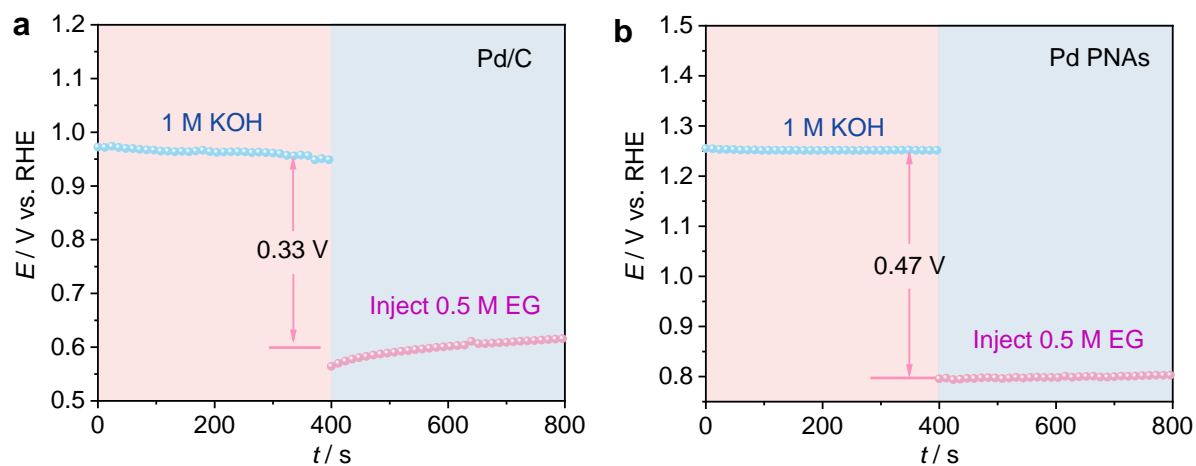 a
Pd/C
1 M KOH
0.33 V
Inject 0.5 M EG
E / V vs. RHE
1.2
1.1
1.0
0.9
0.8
0.7
0.6
0.5
0 200 400 600 800
t / s
b
Pd PNAs
1 M KOH
0.47 V
Inject 0.5 M EG
E / V vs. RHE
1.5
1.4
1.3
1.2
1.0
0.9
0.8
0 200 400 600 800
t / s